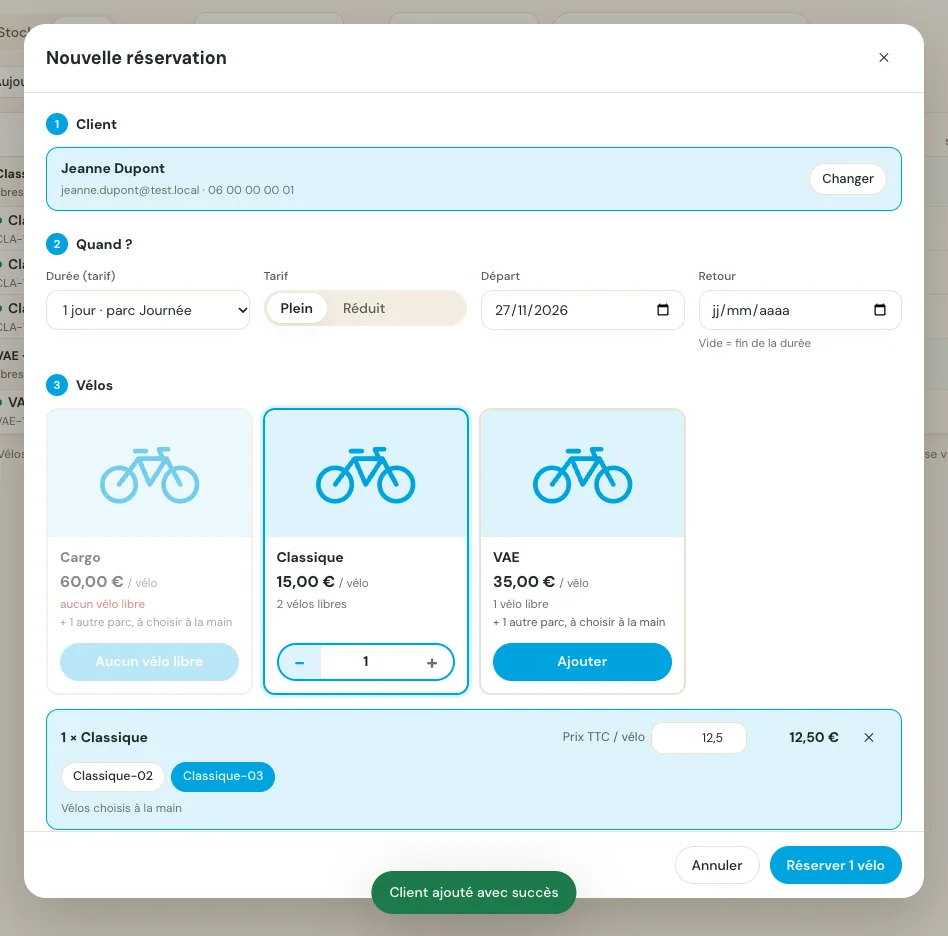 Stoc
Nouvelle réservation
×
1 Client
Jeanne Dupont
jeanne.dupont@test.local · 06 00 00 00 01
Changer
2 Quand ?
Durée (tarif)
Tarif
Départ
Retour
1 jour · parc Journée
Plein
Réduit
27/11/2026
jj/mm/aaaa
Vide = fin de la durée
3 Vélos
Cargo
60,00 € / vélo
aucun vélo libre
+ 1 autre parc, à choisir à la main
Aucun vélo libre
Classique
15,00 € / vélo
2 vélos libres
− 1 +
VAE
35,00 € / vélo
1 vélo libre
+ 1 autre parc, à choisir à la main
Ajouter
1 × Classique
Prix TTC / vélo
12,5
12,50 €
×
Classique-02
Classique-03
Vélos choisis à la main
Annuler
Réserver 1 vélo
Client ajouté avec succès